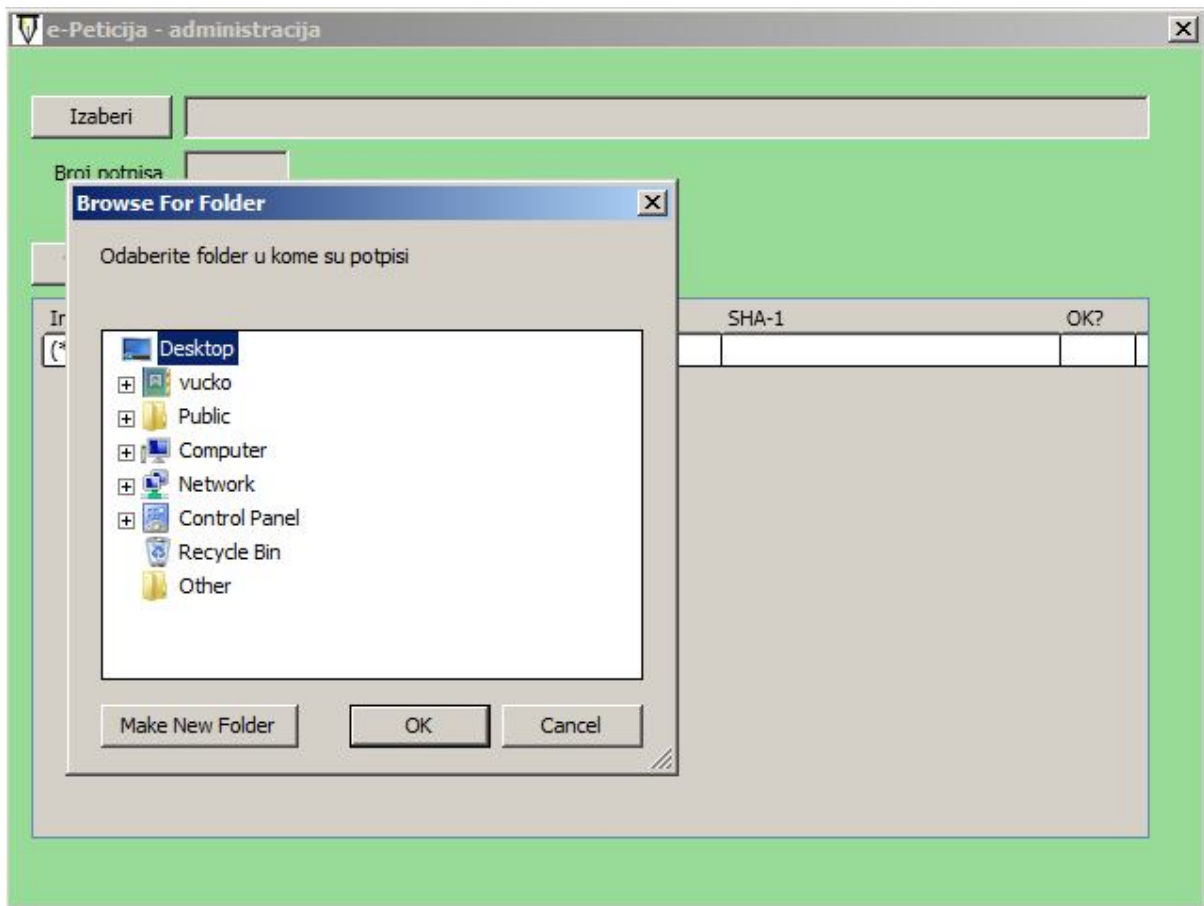 e-Peticija - administracija
Izaberi
Broj potpisa
Browse For Folder
Odaberite folder u kome su potpisi
SHA-1 OK?
Desktop
vucko
Public
Computer
Network
Control Panel
Recycle Bin
Other
Make New Folder OK Cancel